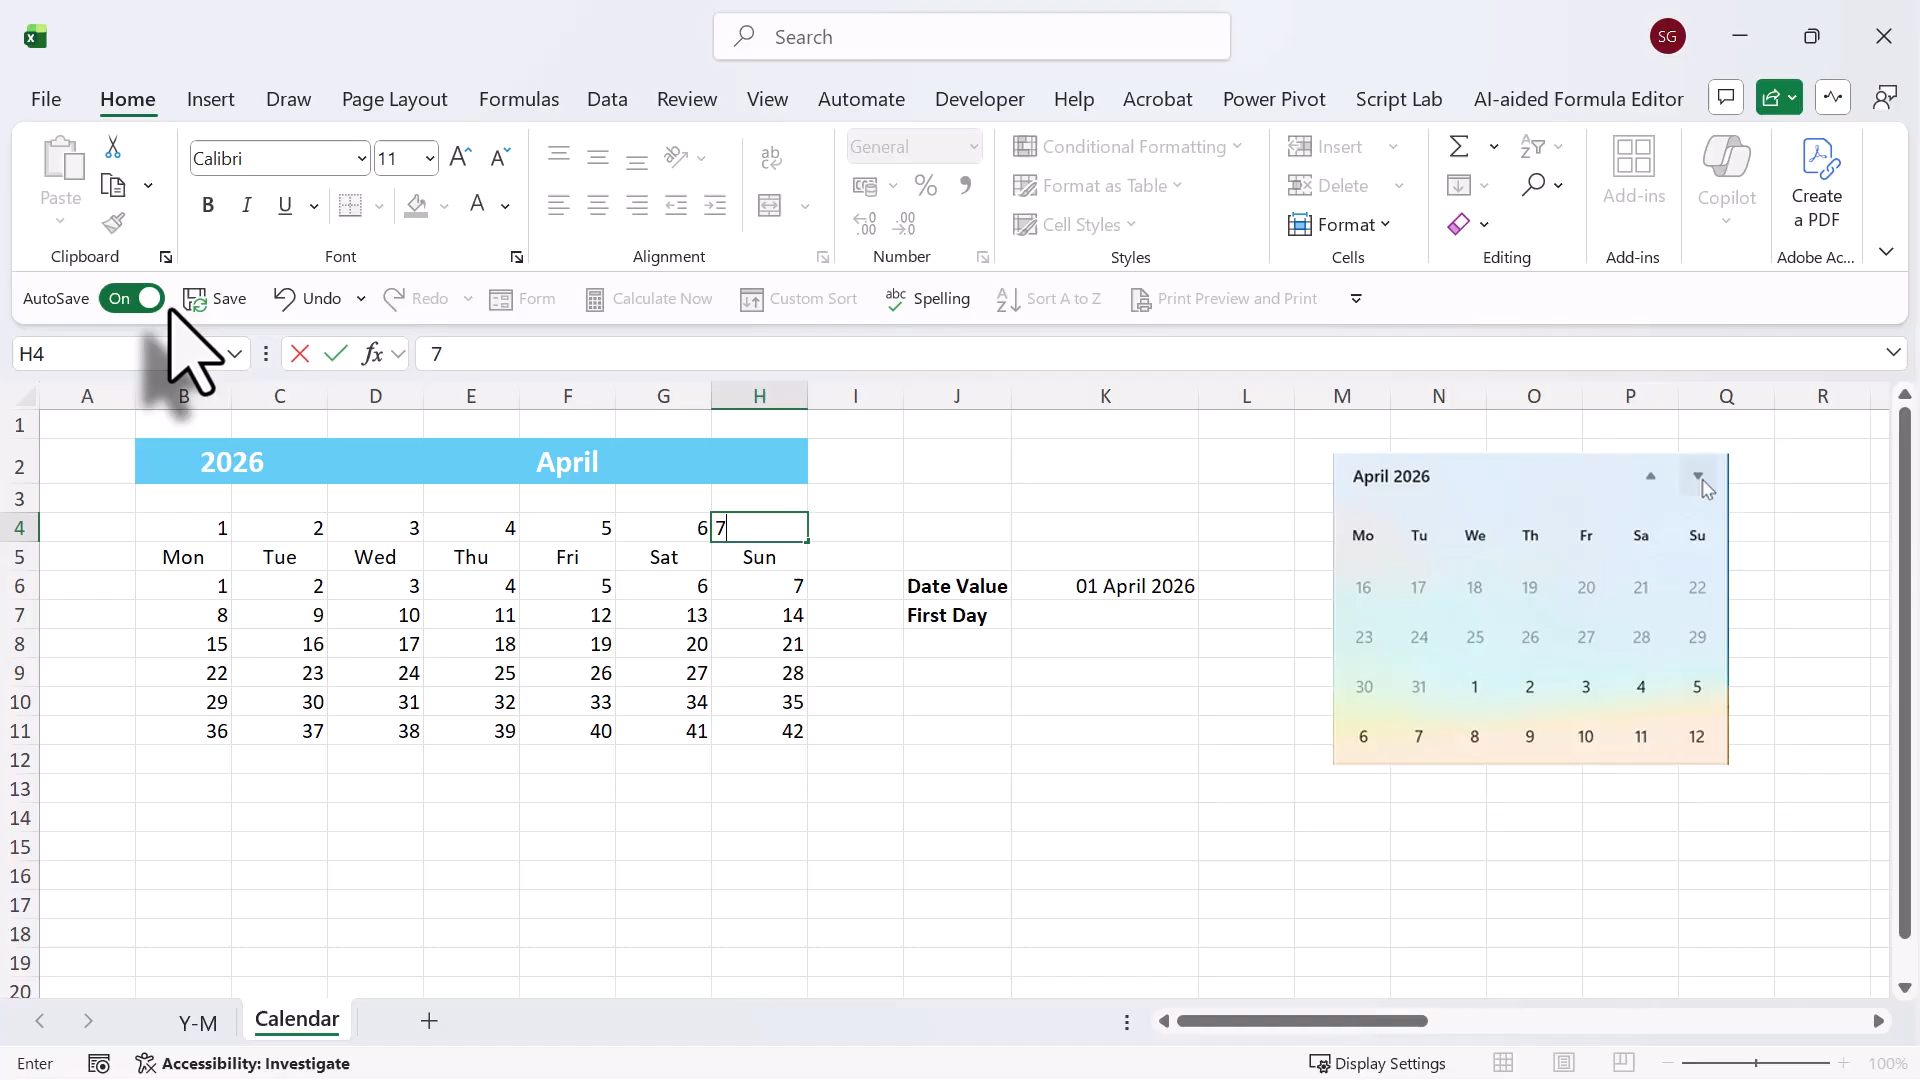 Search
SG
File Home Insert Draw Page Layout Formulas Data Review View Automate Developer Help Acrobat Power Pivot Script Lab AI-aided Formula Editor
Paste
Clipboard
Calibri 11
B I U A
Font
ab
Alignment
General
% 9
.00 .00
Number
Conditional Formatting
Format as Table
Cell Styles
Styles
Insert
Delete
Format
Cells
Editing
Add-ins
Add-ins
Copilot
Create
a PDF
Adobe Ac...
AutoSave On Save Undo Redo Form Calculate Now Custom Sort abc Spelling Sort A to Z Print Preview and Print
H4 fx 7
A B C D E F G H I J K L M N O P Q R
1
2 2026 April
3
4 1 2 3 4 5 6 7
5 Mon Tue Wed Thu Fri Sat Sun
6 1 2 3 4 5 6 7 Date Value 01 April 2026
7 8 9 10 11 12 13 14 First Day
8 15 16 17 18 19 20 21
9 22 23 24 25 26 27 28
10 29 30 31 32 33 34 35
11 36 37 38 39 40 41 42
12
13
14
15
16
17
18
19
20
April 2026
Mo Tu We Th Fr Sa Su
16 17 18 19 20 21 22
23 24 25 26 27 28 29
30 31 1 2 3 4 5
6 7 8 9 10 11 12
Y-M Calendar
Enter Accessibility: Investigate Display Settings 100%